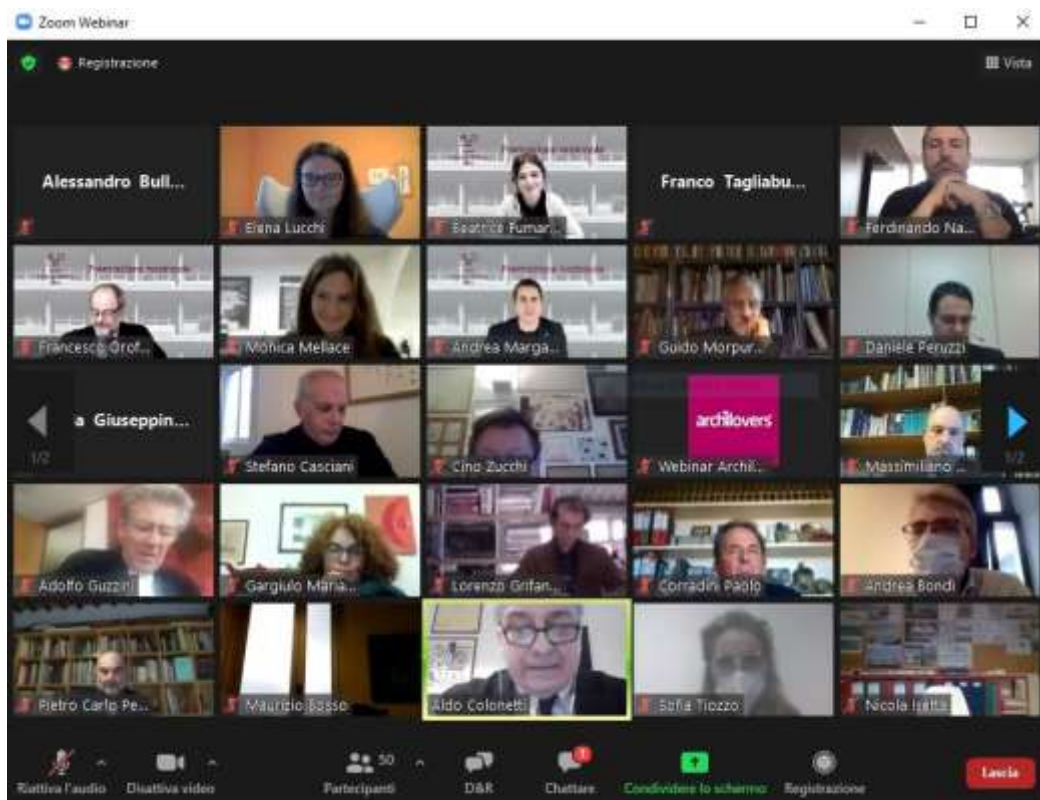 Zoom Webinar
Registrazione
Vista
Alessandro Bull...
Elena Lucchi
Beatrice Fumar...
Franco Tagliabu...
Ferdinando Na...
Francesco Orof...
Monica Mellace
Andrea Marga...
Guido Morpur...
Daniele Peruzzi
a Giuseppin...
1/2
Stefano Casciani
Cino Zucchi
archilovers
Webinar Archil...
Massimiliano ...
1/2
Adolfo Guzzini
Gargiulo Maria...
Lorenzo Grifan...
Corradini Paolo
Andrea Bondi
Pietro Carlo Pe...
Maurizio Bosso
Aldo Colonetti
Sofia Tiozzo
Nicola Isetta
Riattiva l'audio
Disattiva video
50
Partecipanti
D&R
1
Chattare
Condividere lo schermo
Registrazione
Lascia